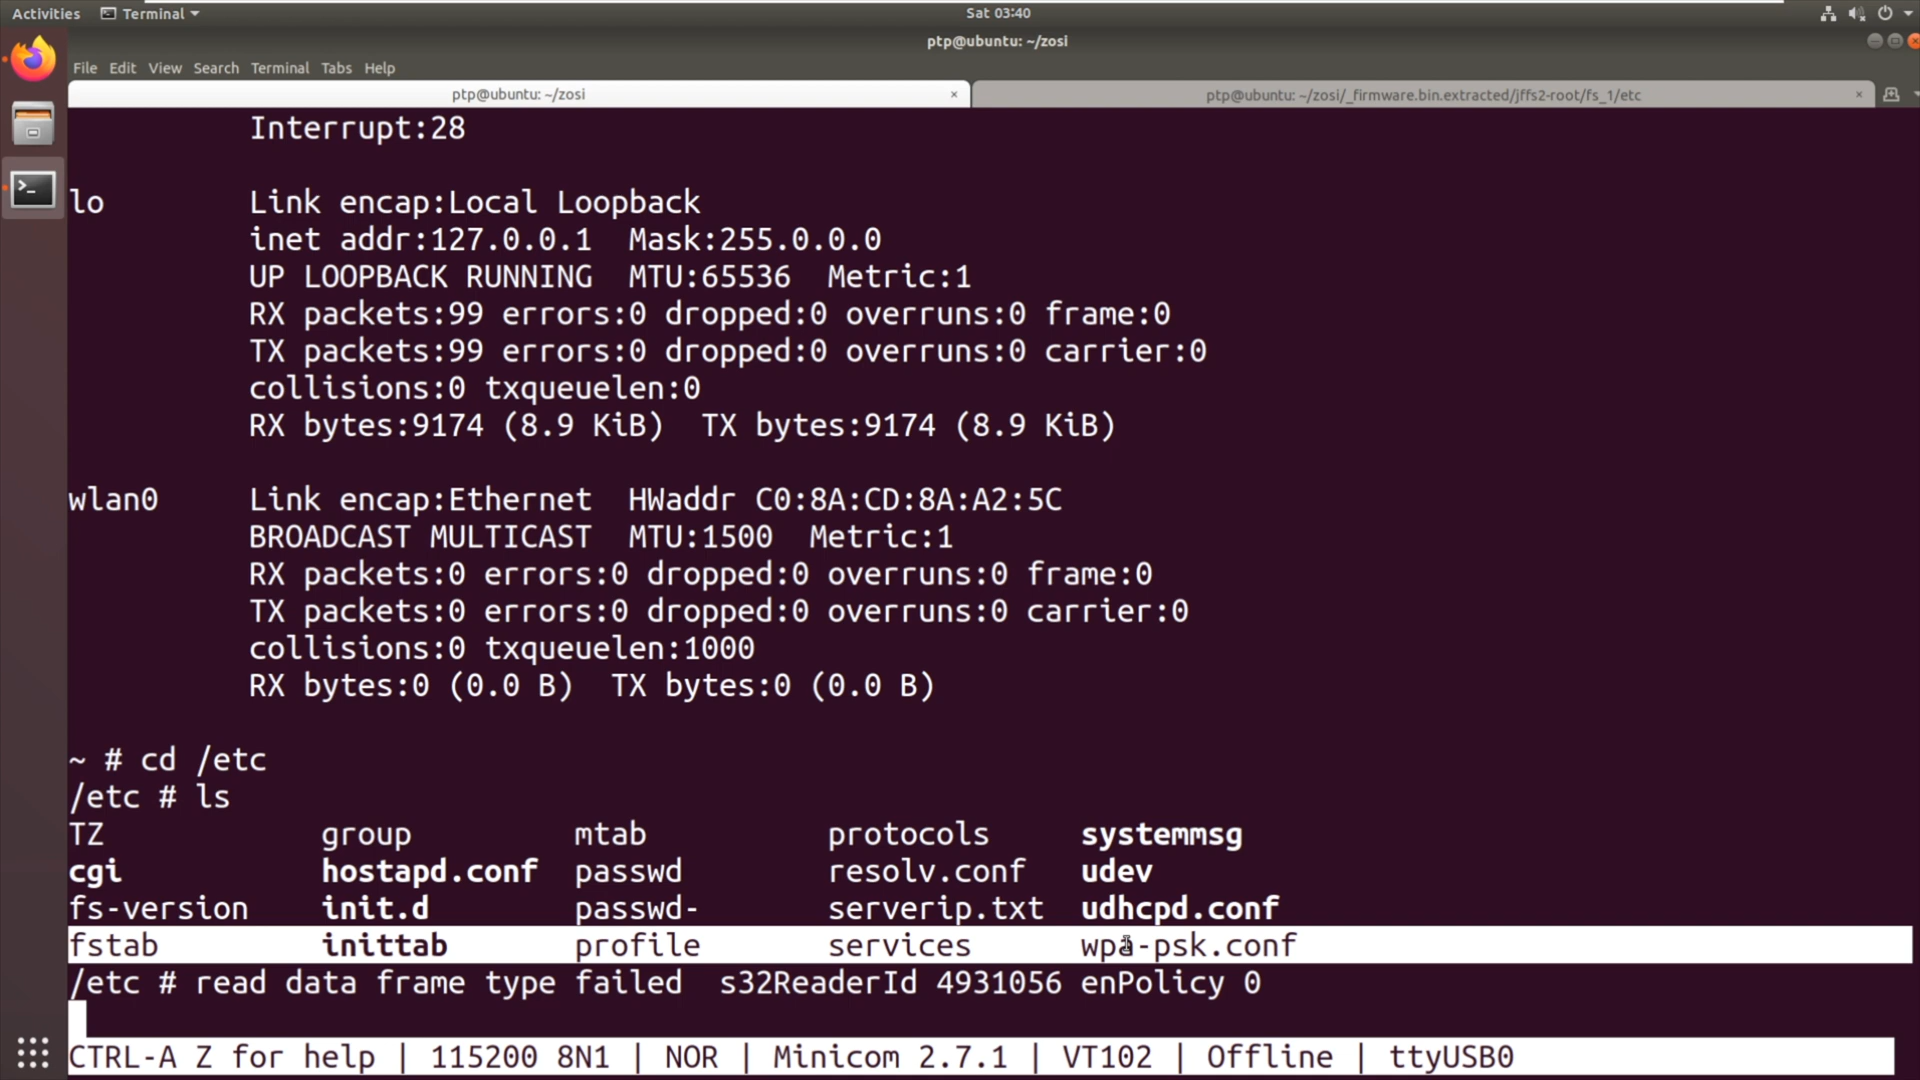 Activities Terminal Sat 03:40
ptp@ubuntu: ~/zosi
File Edit View Search Terminal Tabs Help
ptp@ubuntu: ~/zosi × ptp@ubuntu: ~/zosi/_firmware.bin.extracted/jffs2-root/fs_1/etc ×
Interrupt:28
lo Link encap:Local Loopback
inet addr:127.0.0.1 Mask:255.0.0.0
UP LOOPBACK RUNNING MTU:65536 Metric:1
RX packets:99 errors:0 dropped:0 overruns:0 frame:0
TX packets:99 errors:0 dropped:0 overruns:0 carrier:0
collisions:0 txqueuelen:0
RX bytes:9174 (8.9 KiB) TX bytes:9174 (8.9 KiB)
wlan0 Link encap:Ethernet HWaddr C0:8A:CD:8A:A2:5C
BROADCAST MULTICAST MTU:1500 Metric:1
RX packets:0 errors:0 dropped:0 overruns:0 frame:0
TX packets:0 errors:0 dropped:0 overruns:0 carrier:0
collisions:0 txqueuelen:1000
RX bytes:0 (0.0 B) TX bytes:0 (0.0 B)
~ # cd /etc
/etc # ls
TZ group mtab protocols systemmsg
cgi hostapd.conf passwd resolv.conf udev
fs-version init.d passwd- serverip.txt udhcpd.conf
fstab inittab profile services wpa-psk.conf
/etc # read data frame type failed s32ReaderId 4931056 enPolicy 0
CTRL-A Z for help | 115200 8N1 | NOR | Minicom 2.7.1 | VT102 | Offline | ttyUSB0